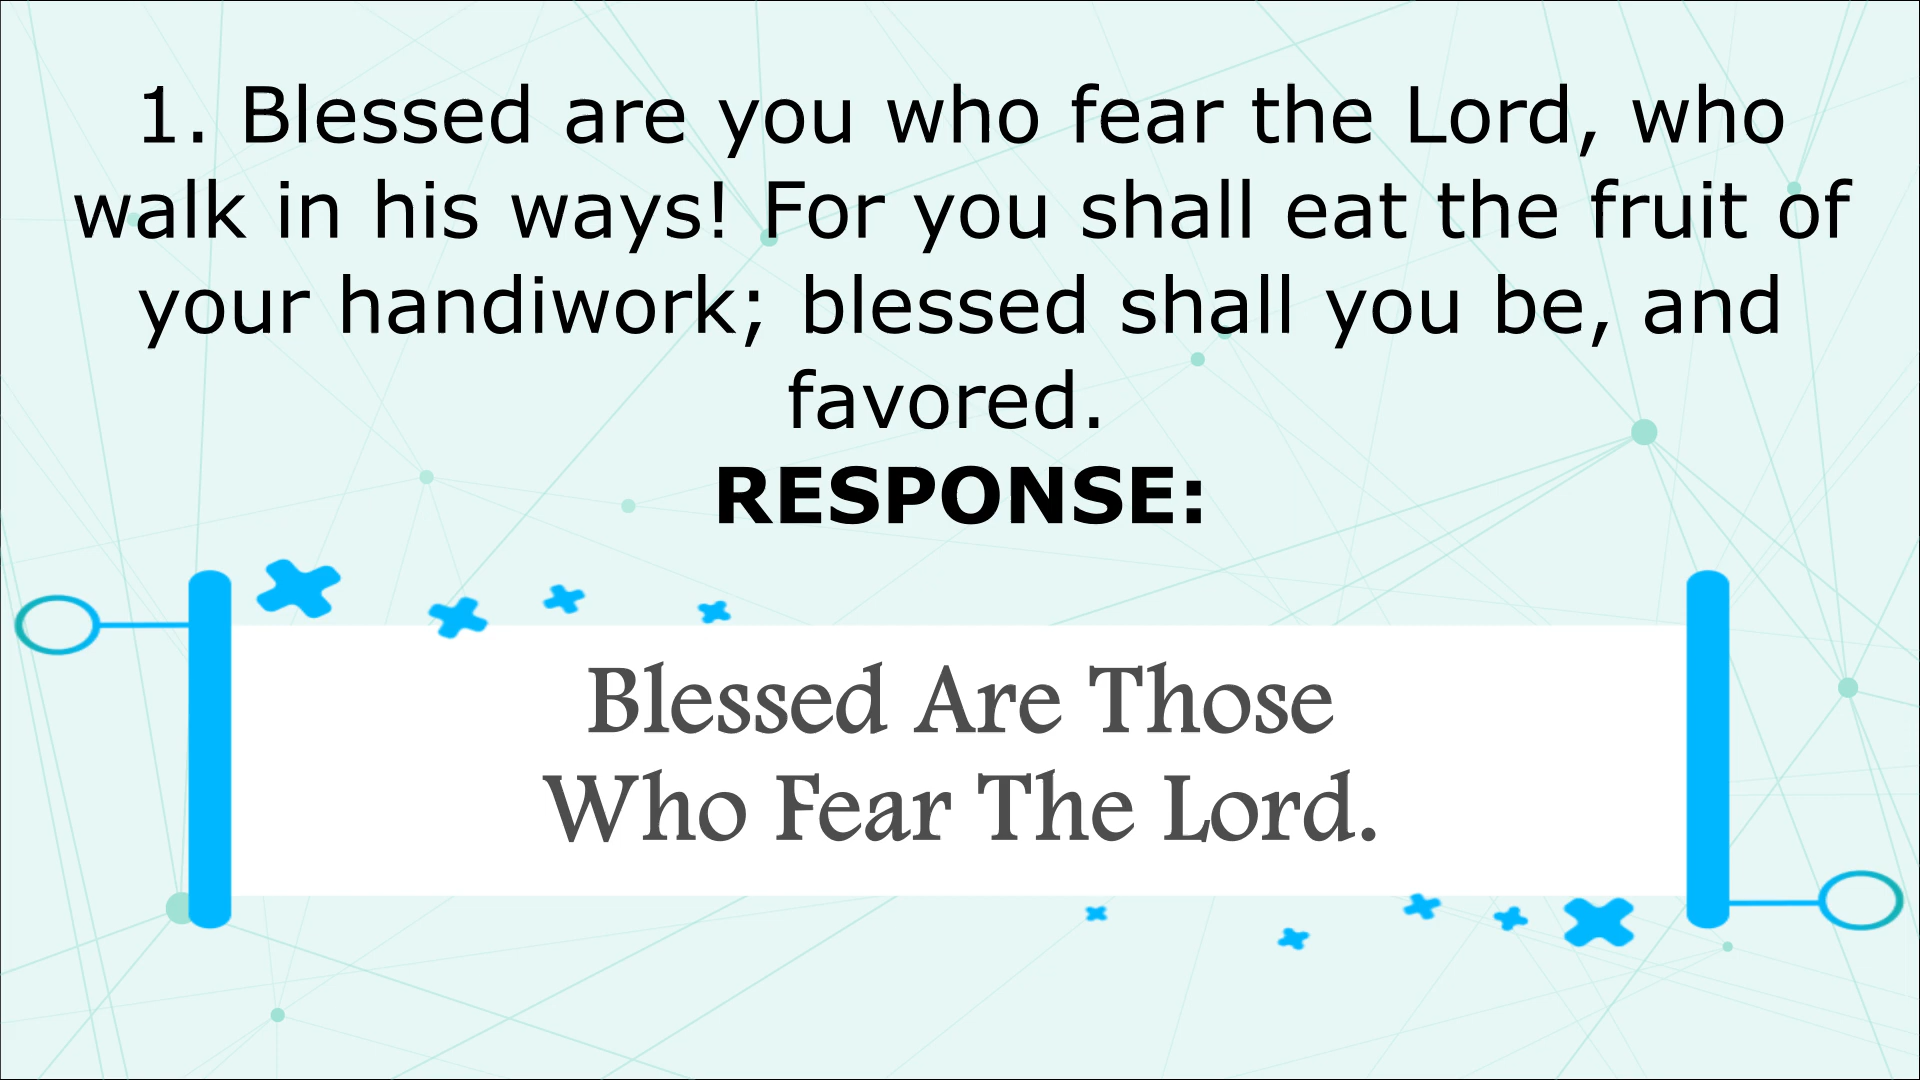 1. Blessed are you who fear the Lord, who
walk in his ways! For you shall eat the fruit of
your handiwork; blessed shall you be, and
favored.
RESPONSE:
Blessed Are Those
Who Fear The Lord.